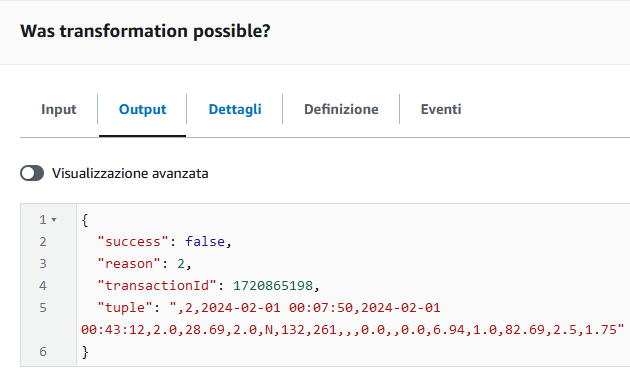 Was transformation possible?
Input Output Dettagli Definizione Eventi
Visualizzazione avanzata
1 {
2 "success": false,
3 "reason": 2,
4 "transactionId": 1720865198,
5 "tuple": ",2,2024-02-01 00:07:50,2024-02-01
00:43:12,2.0,28.69,2.0,N,132,261,,,0.0,,0.0,6.94,1.0,82.69,2.5,1.75"
6 }